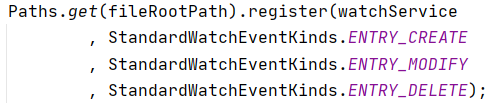 Paths.get(fileRootPath).register(watchService
        , StandardWatchEventKinds.ENTRY_CREATE
        , StandardWatchEventKinds.ENTRY_MODIFY
        , StandardWatchEventKinds.ENTRY_DELETE);